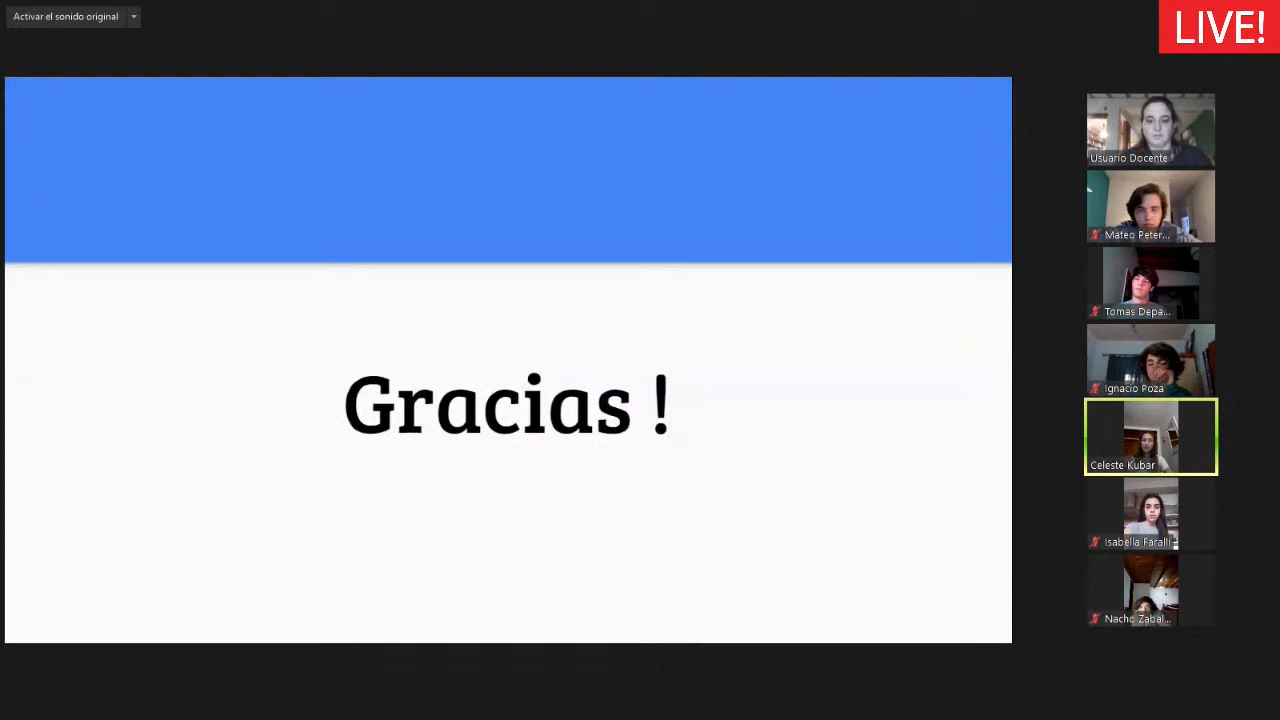 Activar el sonido original
LIVE!
Usuario Docente
Mateo Peter...
Tomas Depa...
Gracias !
Ignacio Poza
Celeste Kubar
Isabella Faralli
Nacho Zabal...